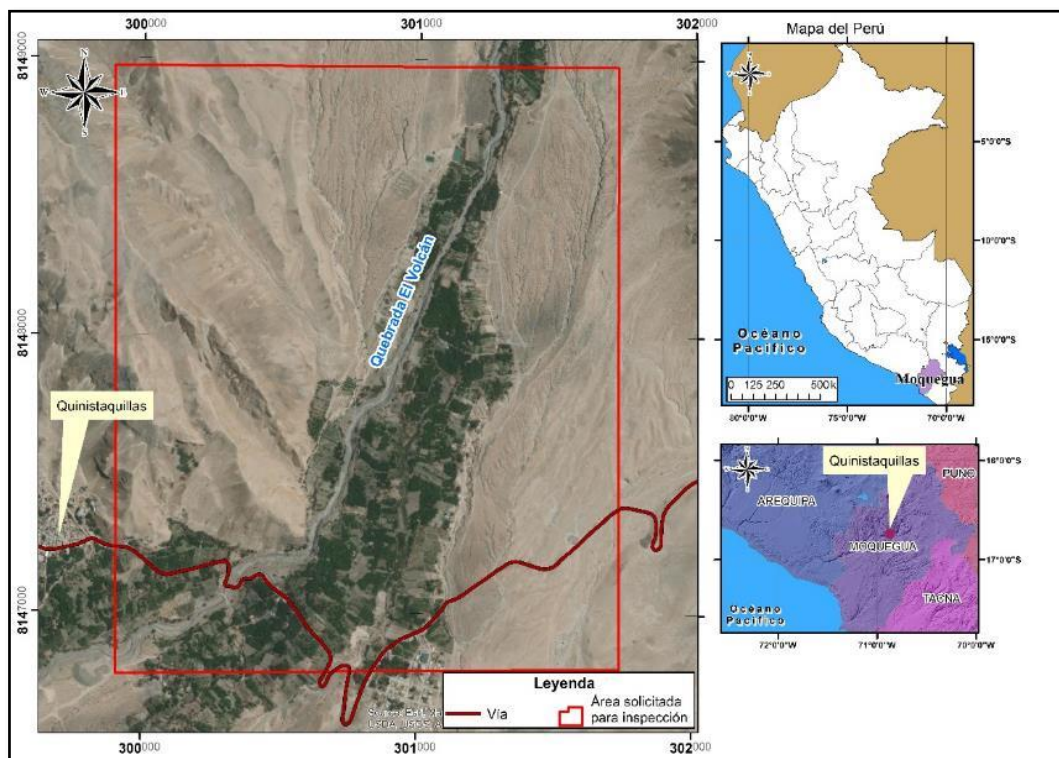 300000
301000
302000
8149000
8148000
8147000
N
W
E
S
Quebrada El Volcán
Quinistaquillas
Leyenda
Vía
Área solicitada
para inspección
300000
301000
302000
Mapa del Perú
N
W
E
S
5°0'0"S
10°0'0"S
15°0'0"S
Océano
Pacífico
Moquegua
0 125 250 500k
80°0'0"W
75°0'0"W
70°0'0"W
N
W
E
S
Quinistaquillas
16°0'0"S
PUNO
AREQUIPA
MOQUEGUA
17°0'0"S
TACNA
Océano
Pacífico
72°0'0"W
71°0'0"W
70°0'0"W